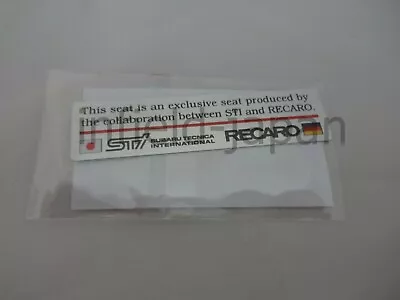 This seat is an exclusive seat produced by
the collaboration between STI and RECARO.
STI SUBARU TECNICA INTERNATIONAL RECARO
infield-japan